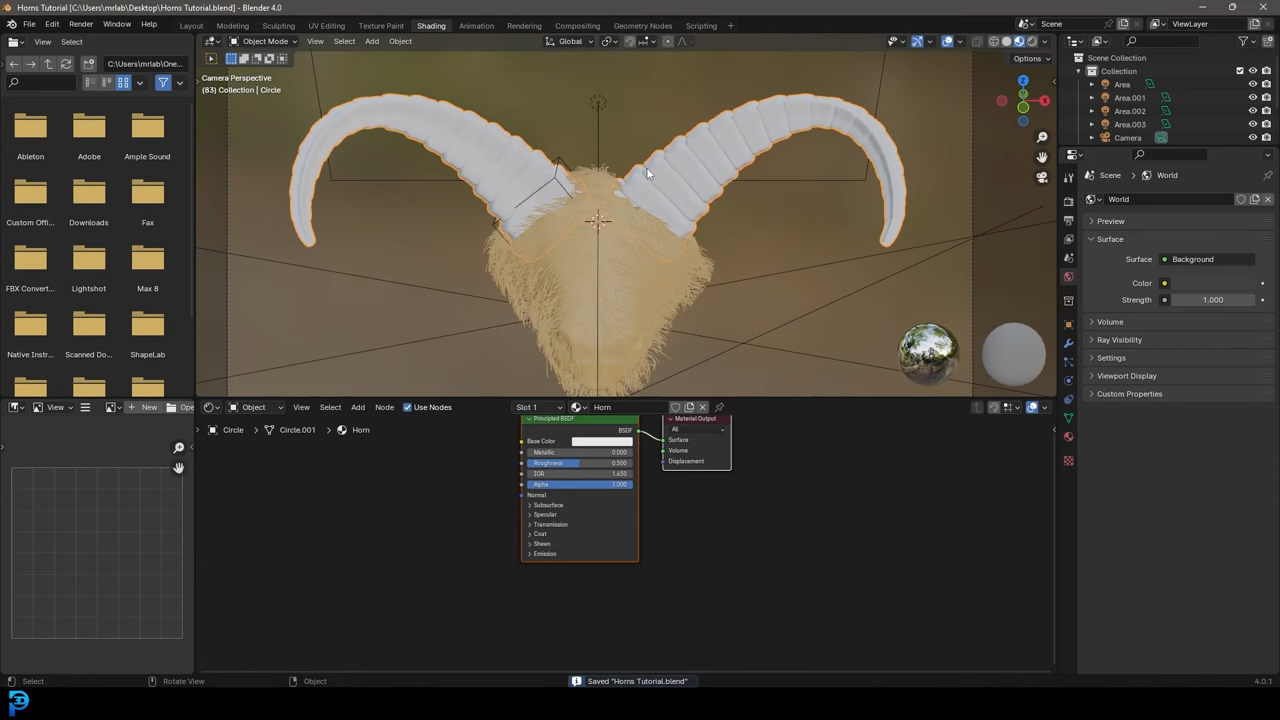 Horns Tutorial [C:\Users\mrlab\Desktop\Horns Tutorial.blend] - Blender 4.0
File Edit Render Window Help Layout Modeling Sculpting UV Editing Texture Paint Shading Animation Rendering Compositing Geometry Nodes Scripting + Scene ViewLayer
View Select Object Mode View Select Add Object Global
C:\Users\mrlab\One... Options
Camera Perspective
(83) Collection | Circle
Ableton Adobe Ample Sound
Custom Offi... Downloads Fax
FBX Convert... Lightshot Max 8
Native Instr... Scanned Do... ShapeLab
X
Z
Scene Collection
Collection
Area
Area.001
Area.002
Area.003
Camera
Scene > World
World
Preview
Surface
Surface Background
Color
Strength 1.000
Volume
Ray Visibility
Settings
Viewport Display
Custom Properties
View + New Ope
Object View Select Add Node Use Nodes Slot 1 Horn
Circle > Circle.001 > Horn
Principled BSDF
BSDF
Base Color
Metallic 0.000
Roughness 0.500
IOR 1.450
Alpha 1.000
Normal
Subsurface
Specular
Transmission
Coat
Sheen
Emission
Material Output
All
Surface
Volume
Displacement
Select Rotate View Object Saved "Horns Tutorial.blend" 4.0.1